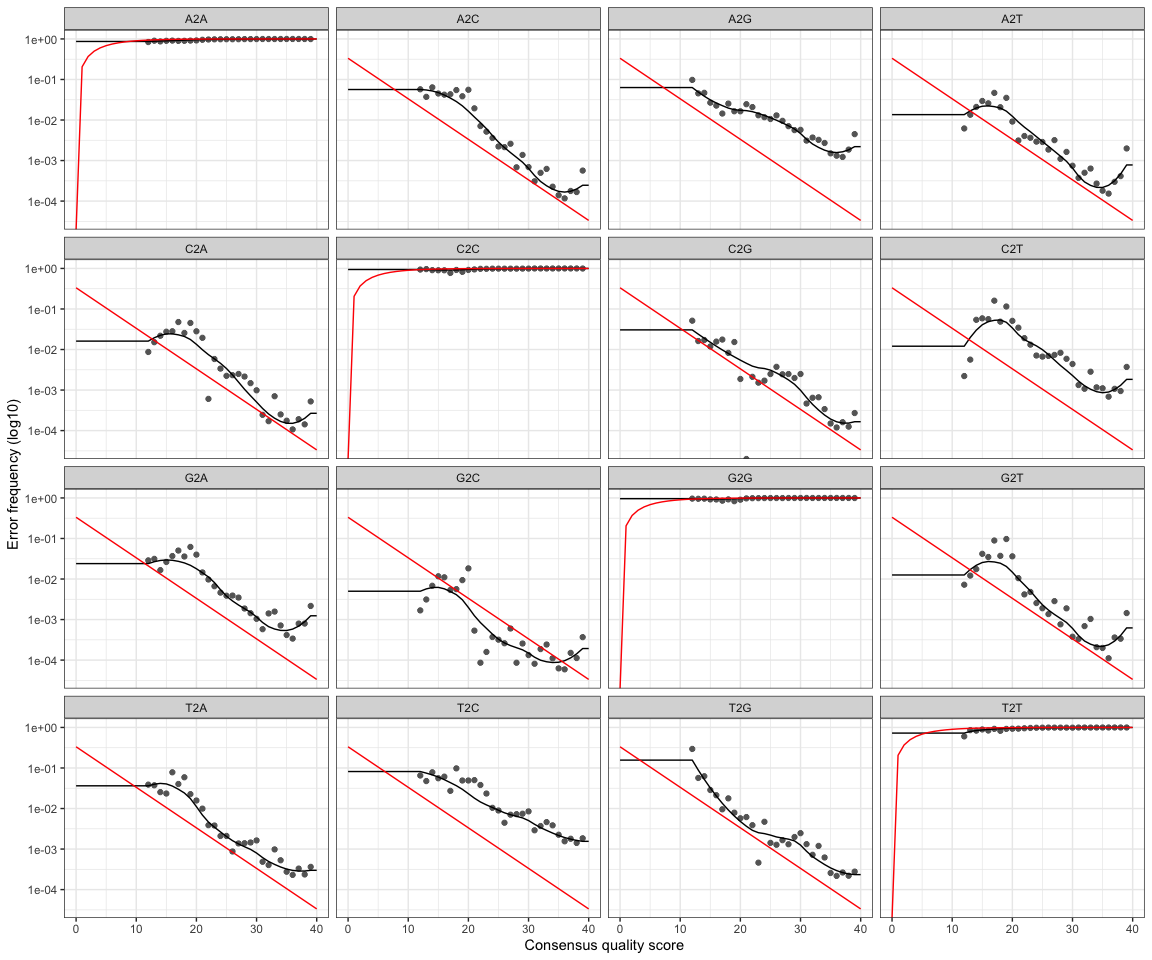 A2A A2C A2G A2T
1e+00
1e-01
1e-02
1e-03
1e-04
C2A C2C C2G C2T
1e+00
1e-01
1e-02
1e-03
1e-04
G2A G2C G2G G2T
1e+00
1e-01
1e-02
1e-03
1e-04
T2A T2C T2G T2T
1e+00
1e-01
1e-02
1e-03
1e-04
0 10 20 30 40 0 10 20 30 40 0 10 20 30 40 0 10 20 30 40
Consensus quality score
Error frequency (log10)